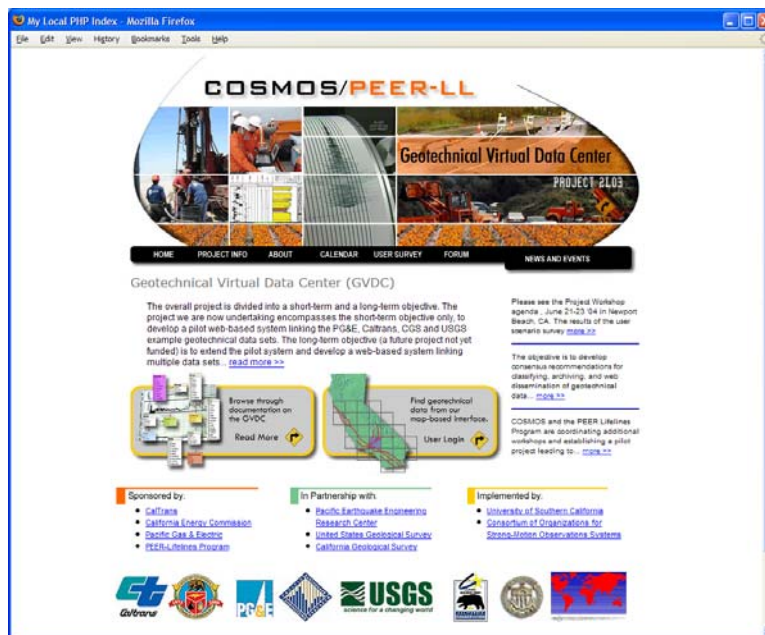 My Local PHP Index - Mozilla Firefox
File Edit View History Bookmarks Tools Help
COSMOS/PEER-LL
Geotechnical Virtual Data Center
PROJECT 2L03
HOME PROJECT INFO ABOUT CALENDAR USER SURVEY FORUM NEWS AND EVENTS
Geotechnical Virtual Data Center (GVDC)
The overall project is divided into a short-term and a long-term objective. The
project we are now undertaking encompasses the short-term objective only, to
develop a pilot web-based system linking the PG&E, Caltrans, CGS and USGS
example geotechnical data sets. The long-term objective (a future project not yet
funded) is to extend the pilot system and develop a web-based system linking
multiple data sets... read more >>
Please see the Project Workshop
agenda , June 21-23 '04 in Newport
Beach, CA. The results of the user
scenario survey more >>
The objective is to develop
consensus recommendations for
classifying, archiving, and web
dissemination of geotechnical
data... more >>
COSMOS and the PEER Lifelines
Program are coordinating additional
workshops and establishing a pilot
project leading to... more >>
Browse through
documentation on
the GVDC
Read More
Find geotechnical
data from our
map-based interface.
User Login
Sponsored by:
CalTrans
California Energy Commission
Pacific Gas & Electric
PEER-Lifelines Program
In Partnership with:
Pacific Earthquake Engineering
Research Center
United States Geological Survey
California Geological Survey
Implemented by:
University of Southern California
Consortium of Organizations for
Strong-Motion Observations Systems
Caltrans
PG&E
USGS
science for a changing world